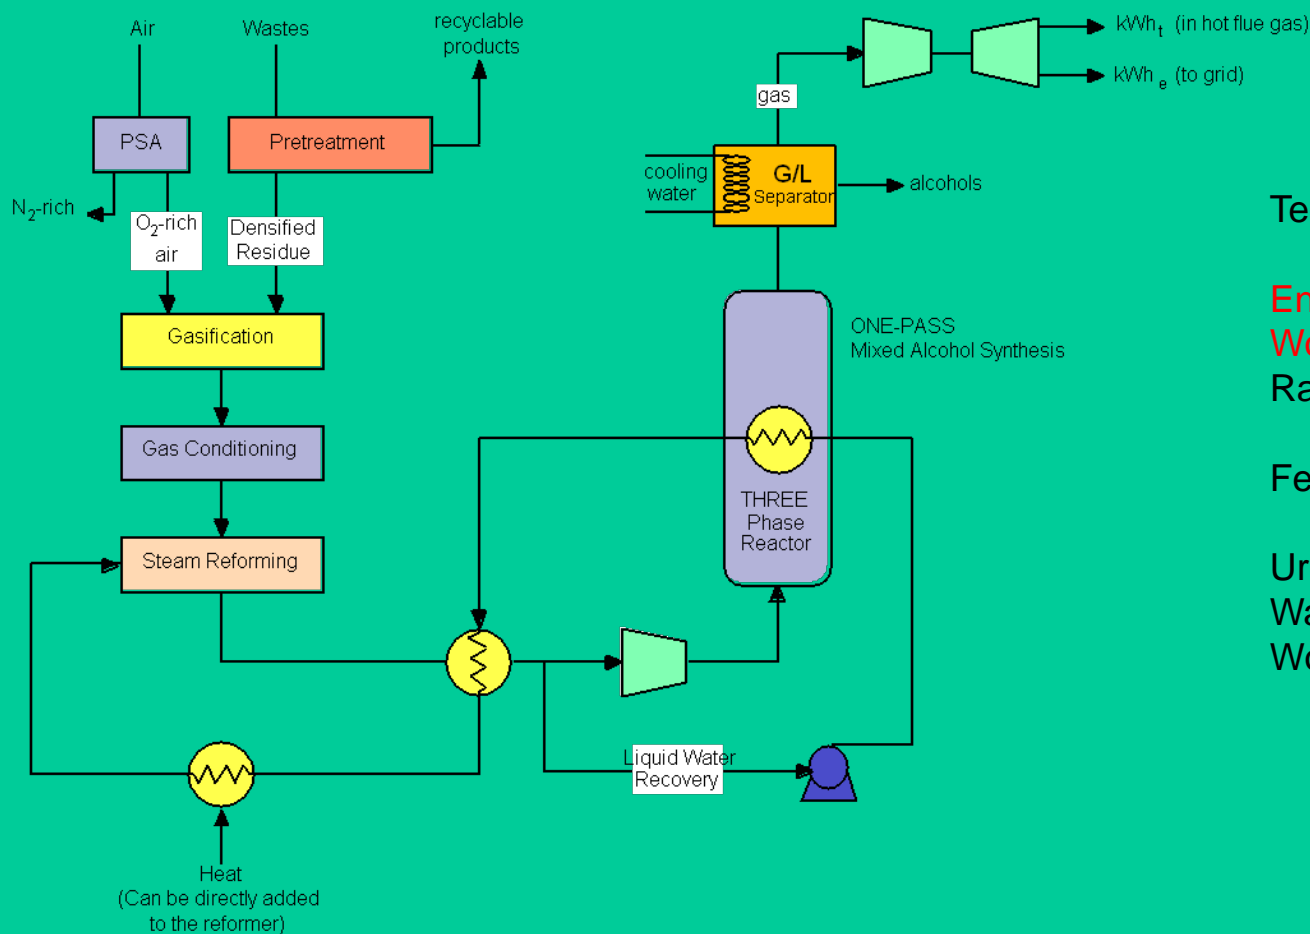 Air
Wastes
recyclable
products
kWht (in hot flue gas)
kWh e (to grid)
gas
PSA
Pretreatment
cooling
water
G/L
Separator
alcohols
N2-rich
O2-rich
air
Densified
Residue
Gasification
ONE-PASS
Mixed Alcohol Synthesis
Gas Conditioning
THREE
Phase
Reactor
Steam Reforming
Liquid Water
Recovery
Heat
(Can be directly added
to the reformer)